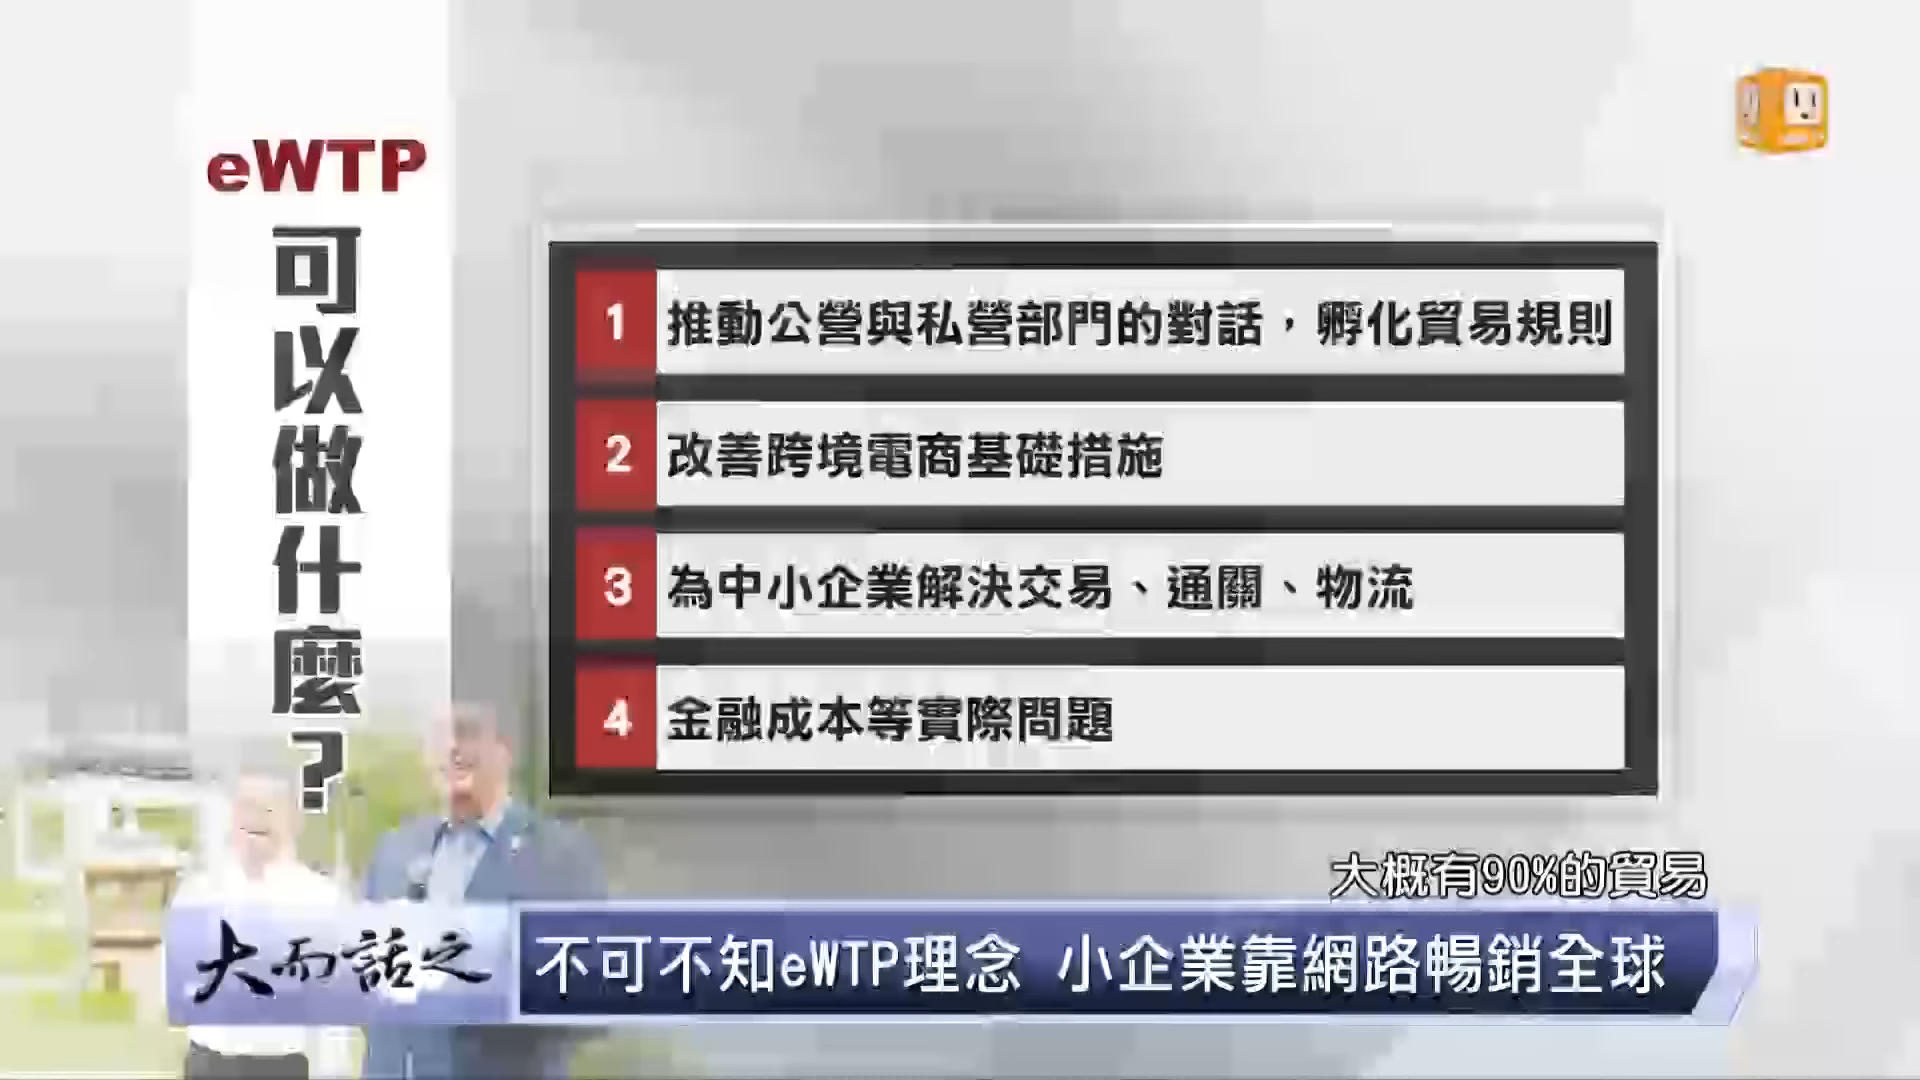 eWTP
可以做什麼?
1 推動公營與私營部門的對話，孵化貿易規則
2 改善跨境電商基礎措施
3 為中小企業解決交易、通關、物流
4 金融成本等實際問題
大概有90%的貿易
大而話之
不可不知eWTP理念 小企業靠網路暢銷全球